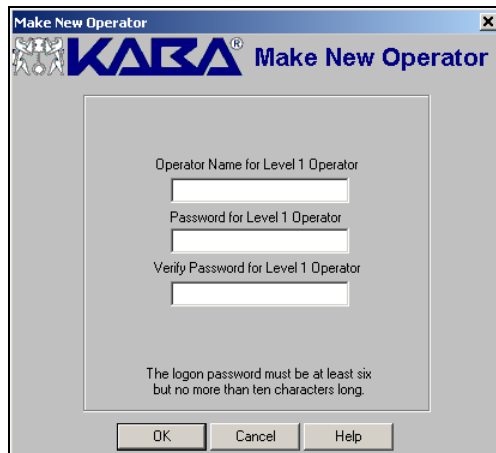 Make New Operator
KABA® Make New Operator
Operator Name for Level 1 Operator
Password for Level 1 Operator
Verify Password for Level 1 Operator
The logon password must be at least six
but no more than ten characters long.
OK Cancel Help